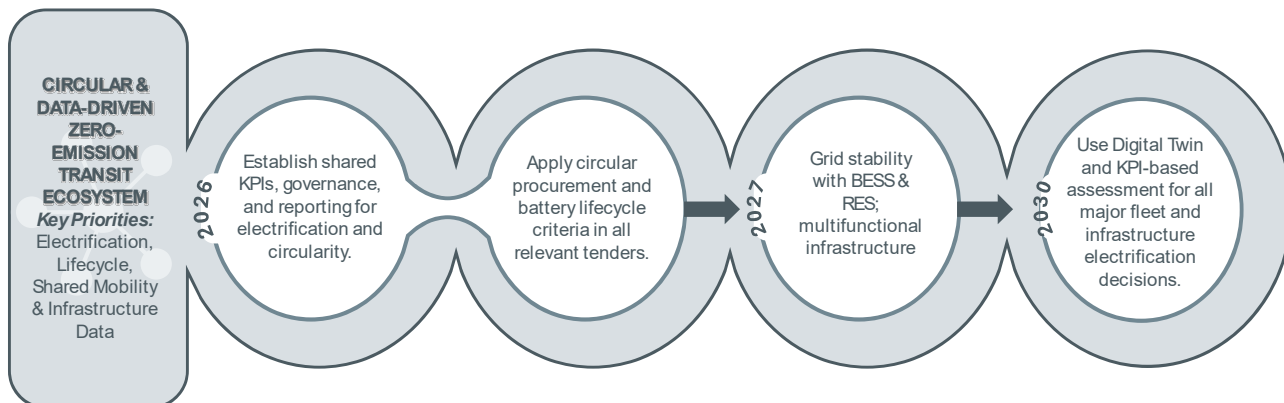 CIRCULAR &
DATA-DRIVEN
ZERO-
EMISSION
TRANSIT
ECOSYSTEM
Key Priorities:
Electrification,
Lifecycle,
Shared Mobility
& Infrastructure
Data
2026
Establish shared
KPIs, governance,
and reporting for
electrification and
circularity.
Apply circular
procurement and
battery lifecycle
criteria in all
relevant tenders.
2027
Grid stability
with BESS &
RES;
multifunctional
infrastructure
2030
Use Digital Twin
and KPI-based
assessment for all
major fleet and
infrastructure
electrification
decisions.